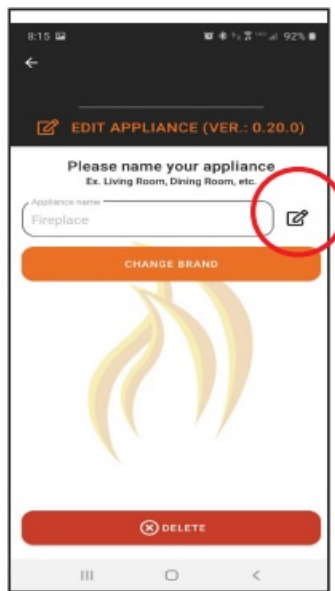 8:15 92%
EDIT APPLIANCE (VER.: 0.20.0)
Please name your appliance
Ex. Living Room, Dining Room, etc.
Appliance name
Fireplace
CHANGE BRAND
DELETE